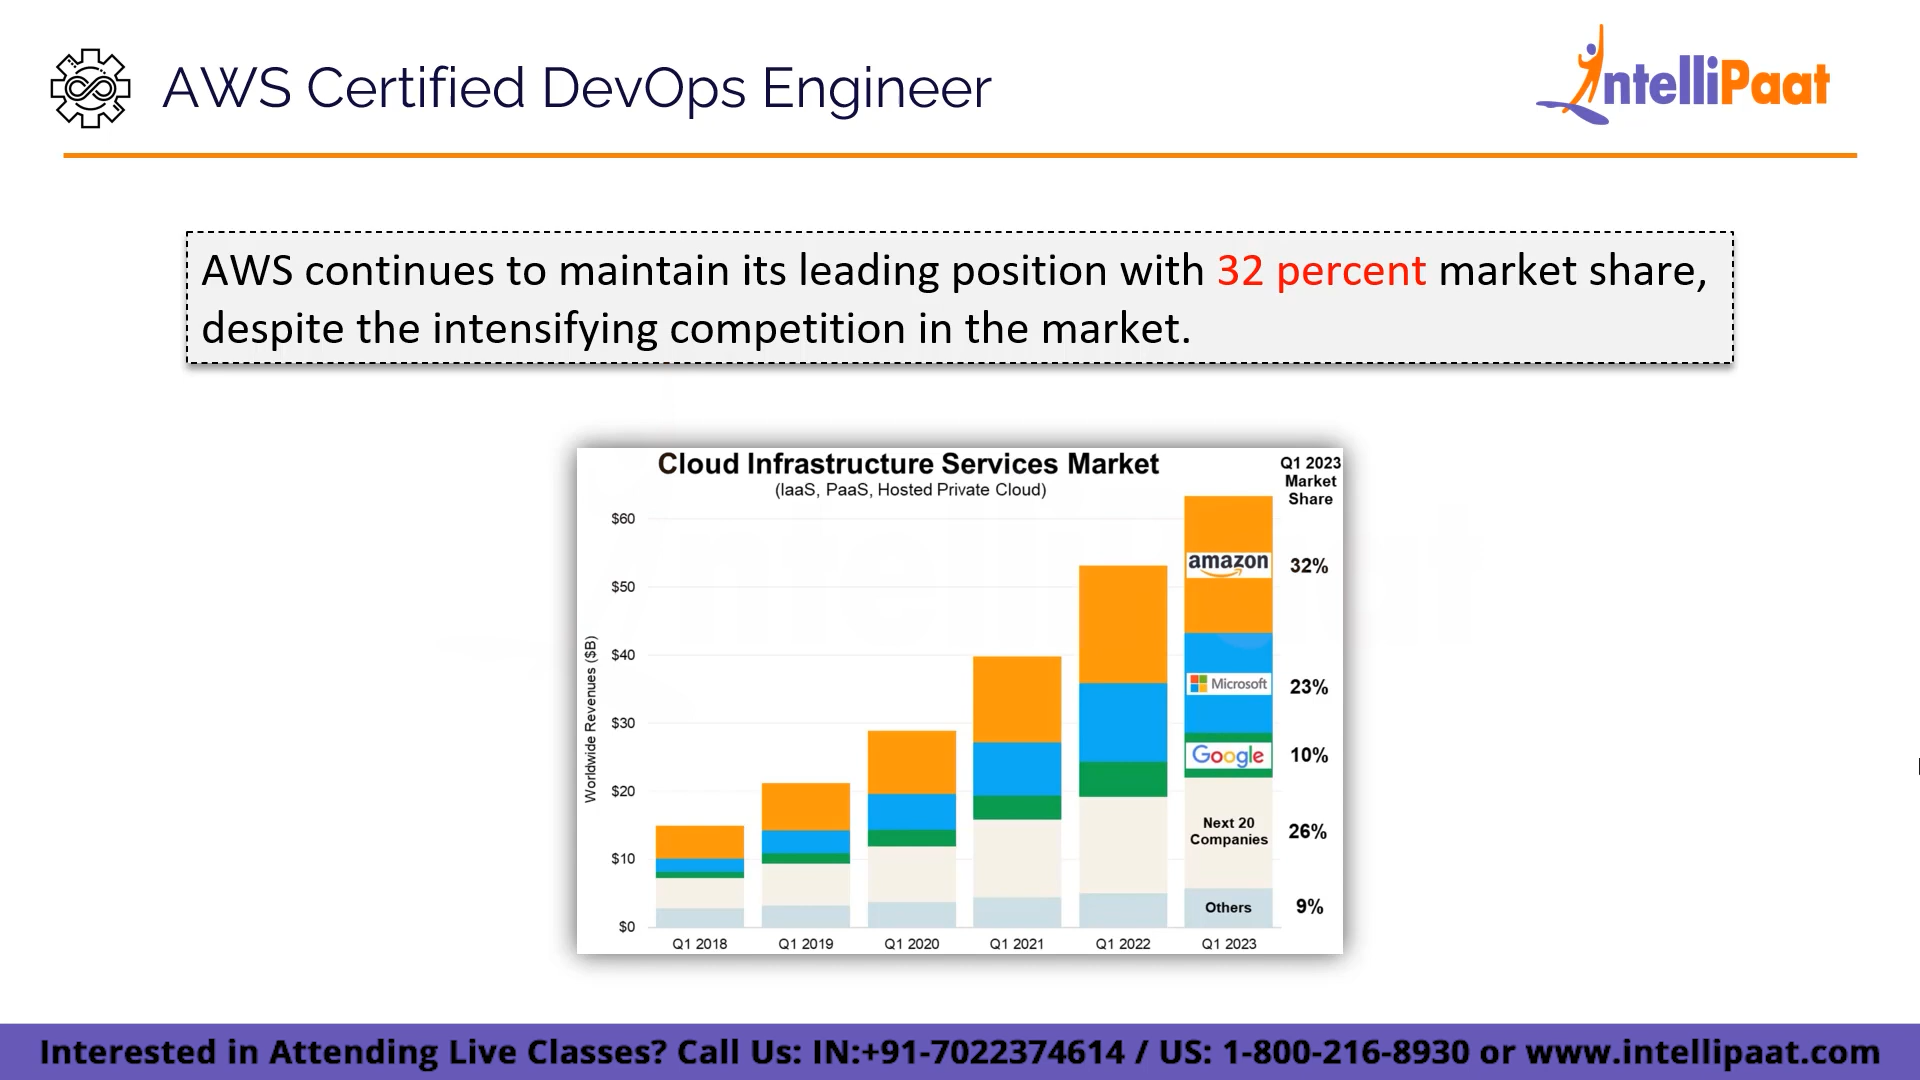 AWS Certified DevOps Engineer
IntelliPaat
AWS continues to maintain its leading position with 32 percent market share,
despite the intensifying competition in the market.
Cloud Infrastructure Services Market
(IaaS, PaaS, Hosted Private Cloud)
Q1 2023
Market
Share
Worldwide Revenues ($B)
$60
$50
$40
$30
$20
$10
$0
amazon
32%
Microsoft
23%
Google
10%
Next 20
Companies
26%
Others
9%
Q1 2018
Q1 2019
Q1 2020
Q1 2021
Q1 2022
Q1 2023
Interested in Attending Live Classes? Call Us: IN:+91-7022374614 / US: 1-800-216-8930 or www.intellipaat.com